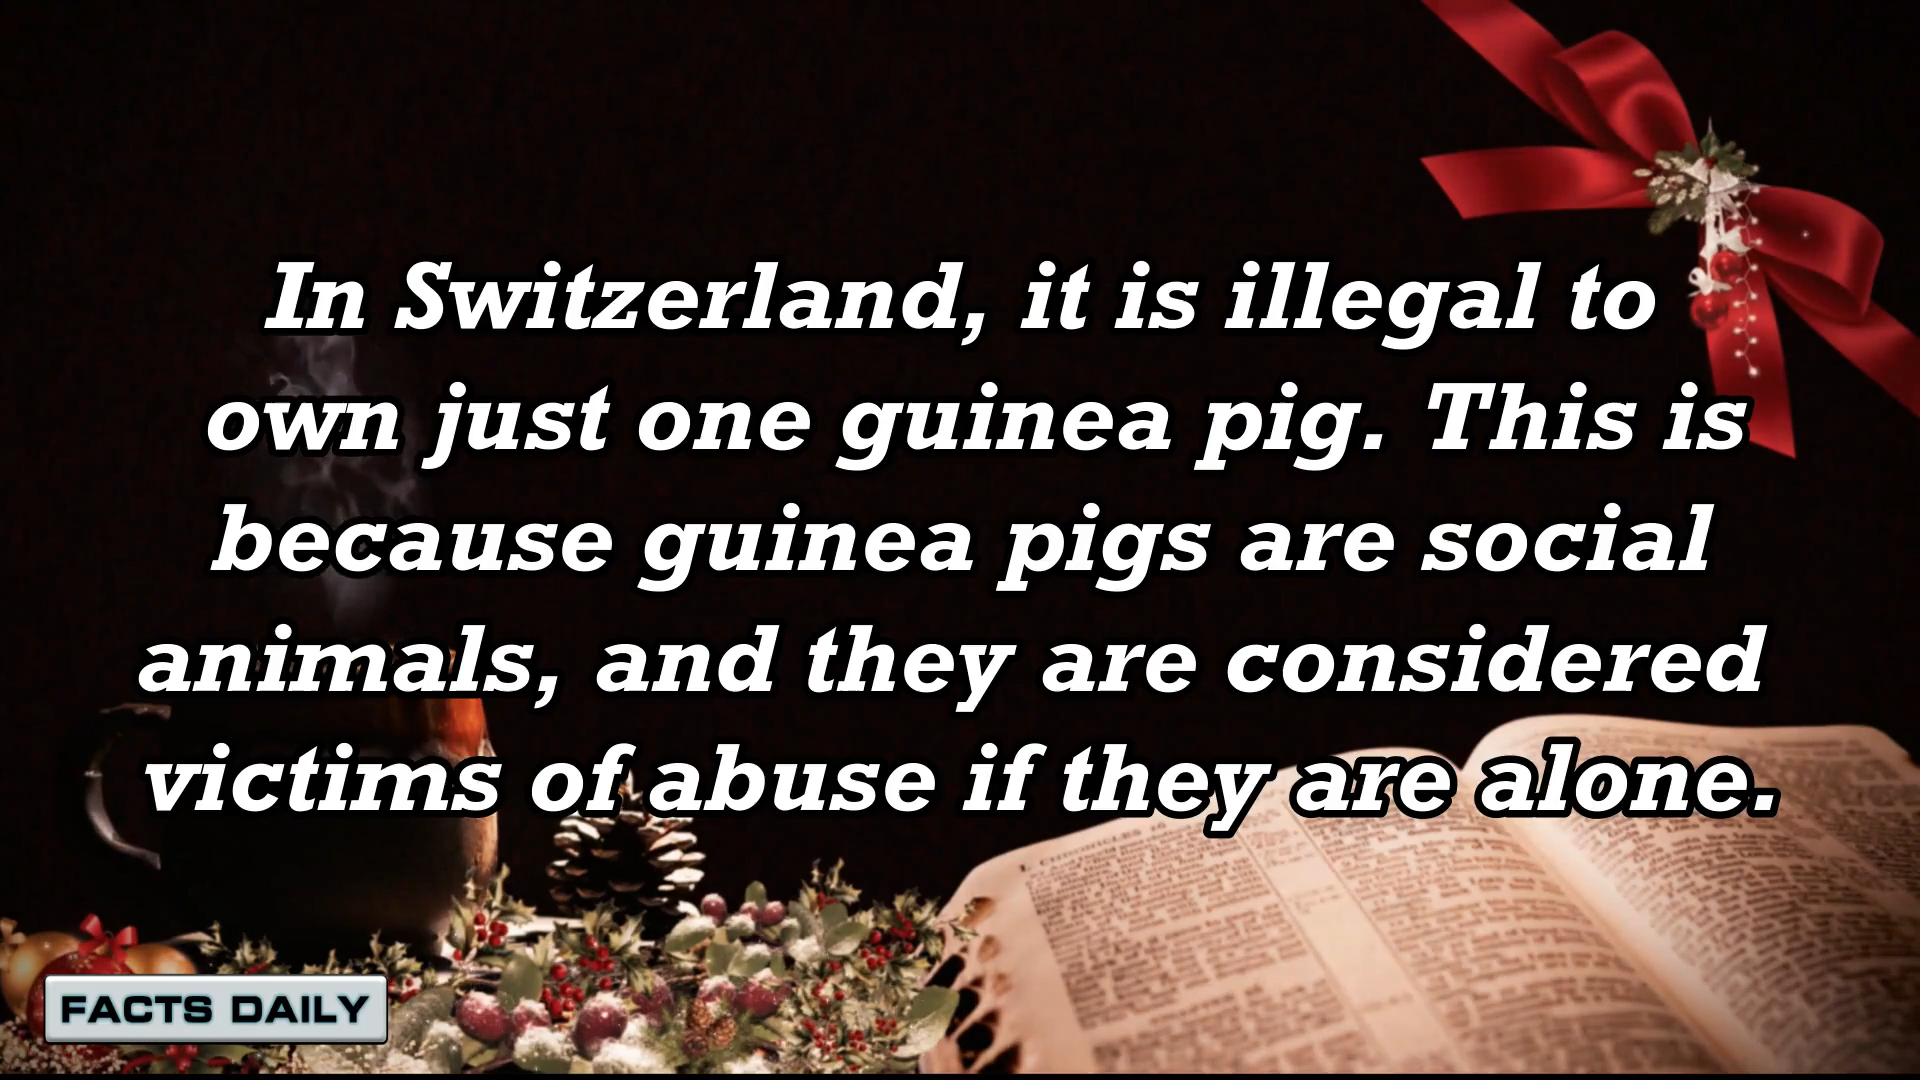 In Switzerland, it is illegal to
own just one guinea pig. This is
because guinea pigs are social
animals, and they are considered
victims of abuse if they are alone.
FACTS DAILY